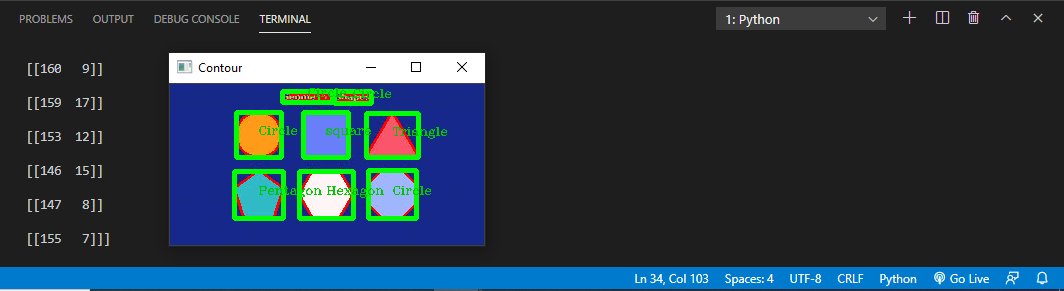 PROBLEMS OUTPUT DEBUG CONSOLE TERMINAL 1: Python
[[160 9]]
[[159 17]]
[[153 12]]
[[146 15]]
[[147 8]]
[[155 7]]]
Contour
Circle
Circle square Triangle
Pentagon Hexagon Circle
Ln 34, Col 103 Spaces: 4 UTF-8 CRLF Python Go Live